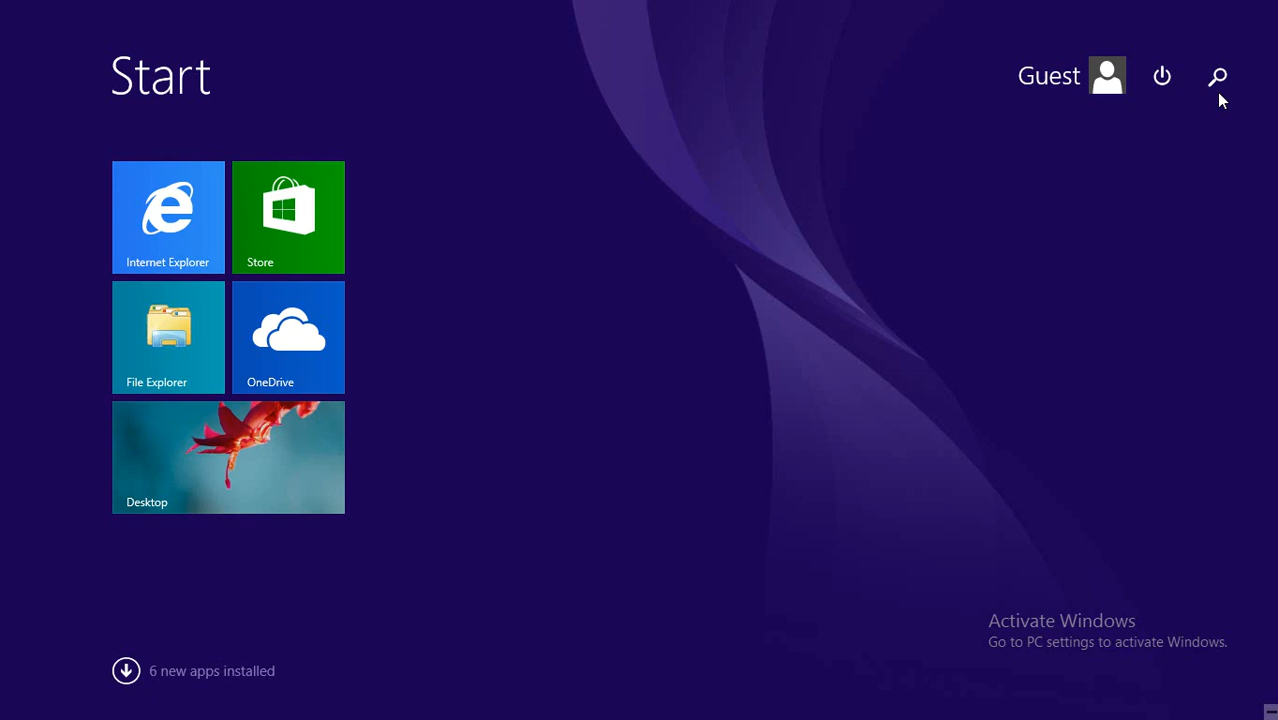 Start
Guest
Internet Explorer
Store
File Explorer
OneDrive
Desktop
Activate Windows
Go to PC settings to activate Windows.
6 new apps installed